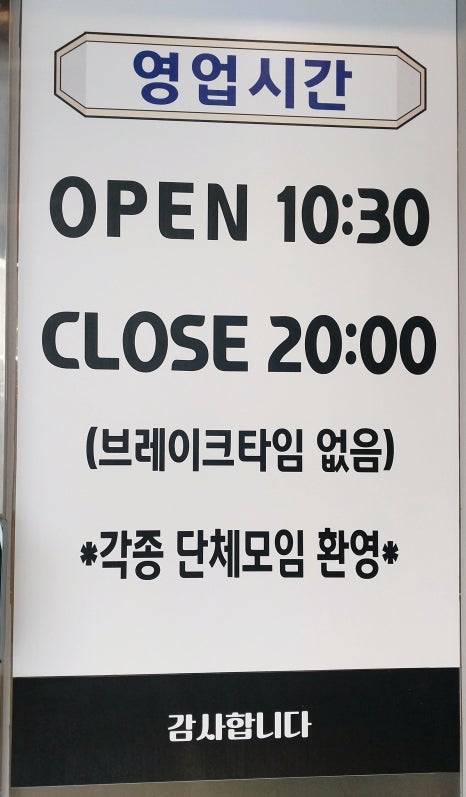 영업시간
OPEN 10:30
CLOSE 20:00
(브레이크타임 없음)
*각종 단체모임 환영*
감사합니다